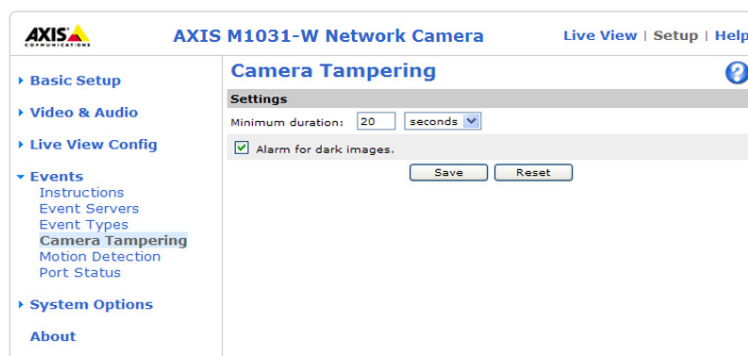 AXIS
COMMUNICATIONS
AXIS M1031-W Network Camera
Live View | Setup | Help
Basic Setup
Video & Audio
Live View Config
Events
Instructions
Event Servers
Event Types
Camera Tampering
Motion Detection
Port Status
System Options
About
Camera Tampering
?
Settings
Minimum duration: 20 seconds
Alarm for dark images.
Save Reset